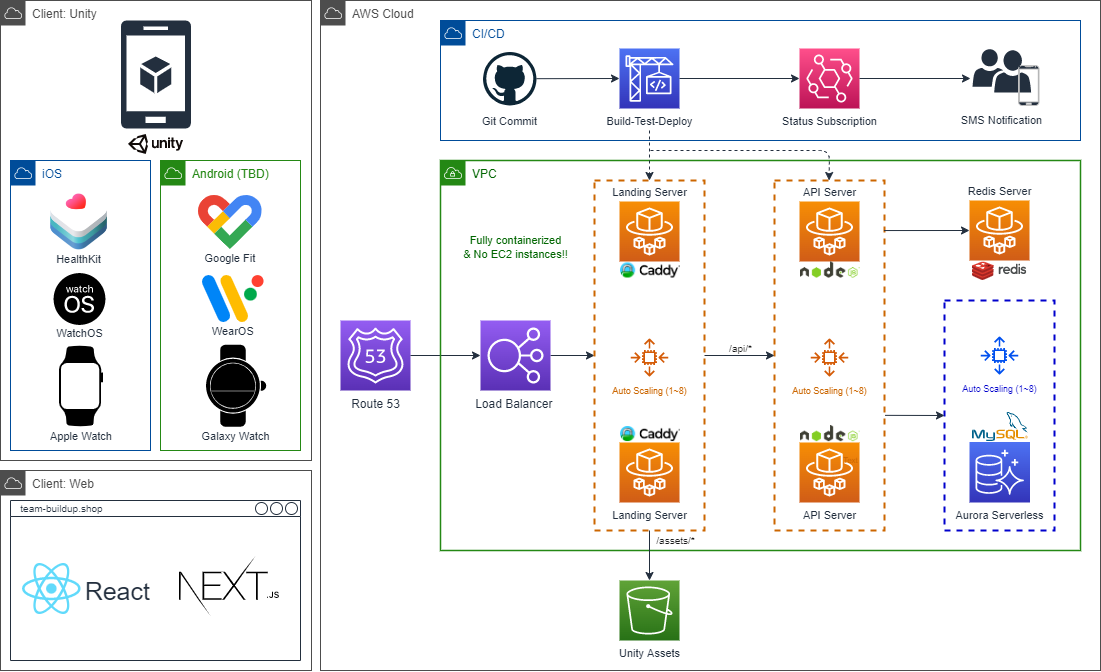 Client: Unity
unity
iOS
HealthKit
watch
OS
WatchOS
Apple Watch
Android (TBD)
Google Fit
WearOS
Galaxy Watch
Client: Web
team-buildup.shop
React
NEXT
.JS
AWS Cloud
CI/CD
Git Commit
Build-Test-Deploy
Status Subscription
SMS Notification
VPC
Fully containerized
& No EC2 instances!!
Route 53
53
Load Balancer
Landing Server
Caddy
Auto Scaling (1~8)
Caddy
Landing Server
/api/*
API Server
node
JS
Auto Scaling (1~8)
node
JS
API Server
Redis Server
redis
Auto Scaling (1~8)
MySQL
Aurora Serverless
/assets/*
Unity Assets